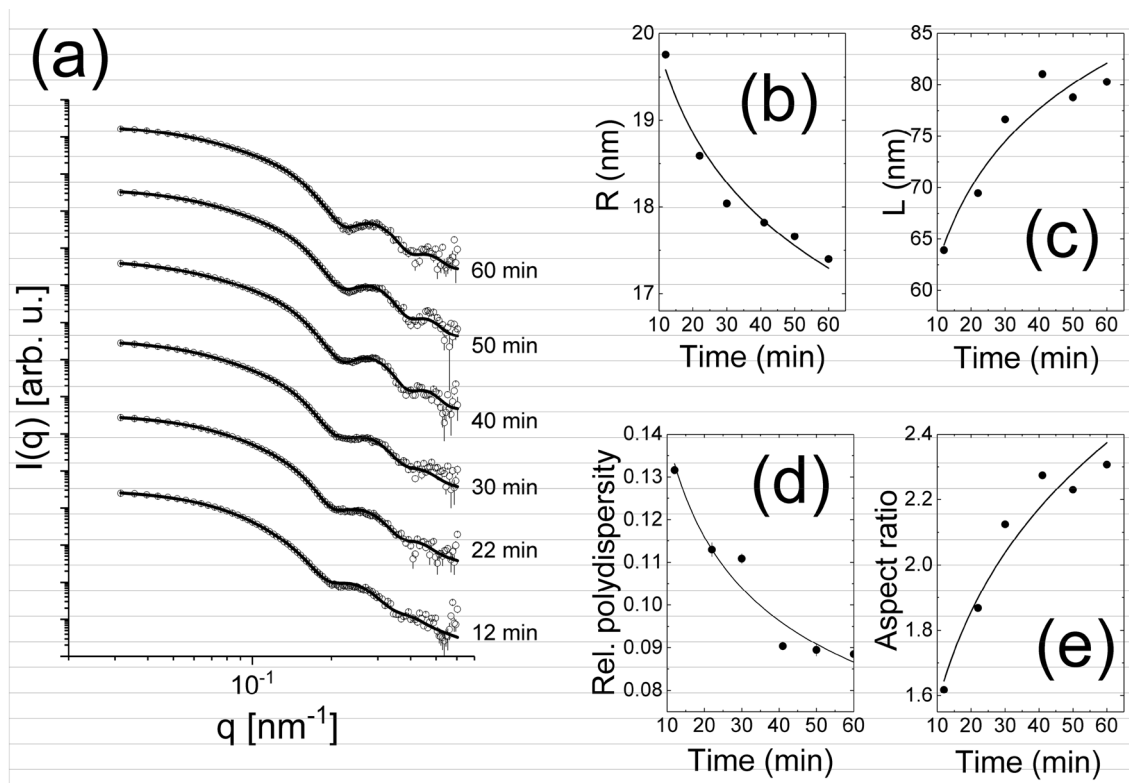 (a)
I(q) [arb. u.]
60 min
50 min
40 min
30 min
22 min
12 min
10⁻¹
q [nm⁻¹]
(b)
R (nm)
20
19
18
17
10 20 30 40 50 60
Time (min)
(c)
L (nm)
85
80
75
70
65
60
10 20 30 40 50 60
Time (min)
(d)
Rel. polydispersity
0.14
0.13
0.12
0.11
0.10
0.09
0.08
10 20 30 40 50 60
Time (min)
(e)
Aspect ratio
2.4
2.2
2.0
1.8
1.6
10 20 30 40 50 60
Time (min)